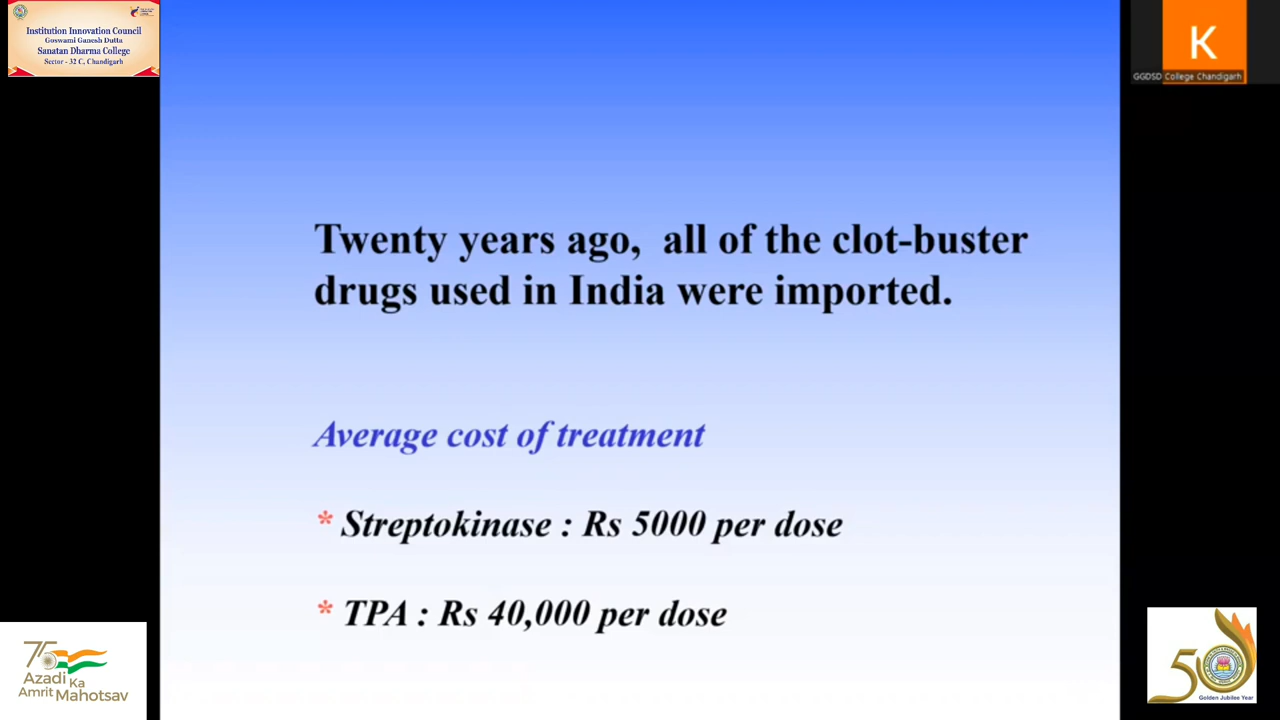 Institution Innovation Council
Goswami Ganesh Dutta
Sanatan Dharma College
Sector - 32 C, Chandigarh
K
GGDSD College Chandigarh
Twenty years ago, all of the clot-buster
drugs used in India were imported.
Average cost of treatment
* Streptokinase : Rs 5000 per dose
* TPA : Rs 40,000 per dose
75
Azadi Ka
Amrit Mahotsav
50
Golden Jubilee Year